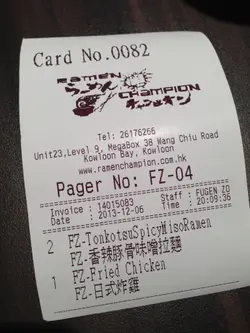 Card No.0082
RAMEN
らーめん
CHAMPION
チャンピオン
Tel: 26176266
Unit23,Level 9, MegaBox 38 Wang Chiu Road
Kowloon Bay, Kowloon
www.ramenchampion.com.hk
Pager No: FZ-04
Invoice : 14015083 Staff : FUGEN ZO
Date : 2013-12-06 Time : 20:09:36
2 FZ-TonkotsuSpicyMisoRamen
FZ-香辣豚骨味噌拉麵
1 FZ-Fried Chicken
FZ-日式炸雞